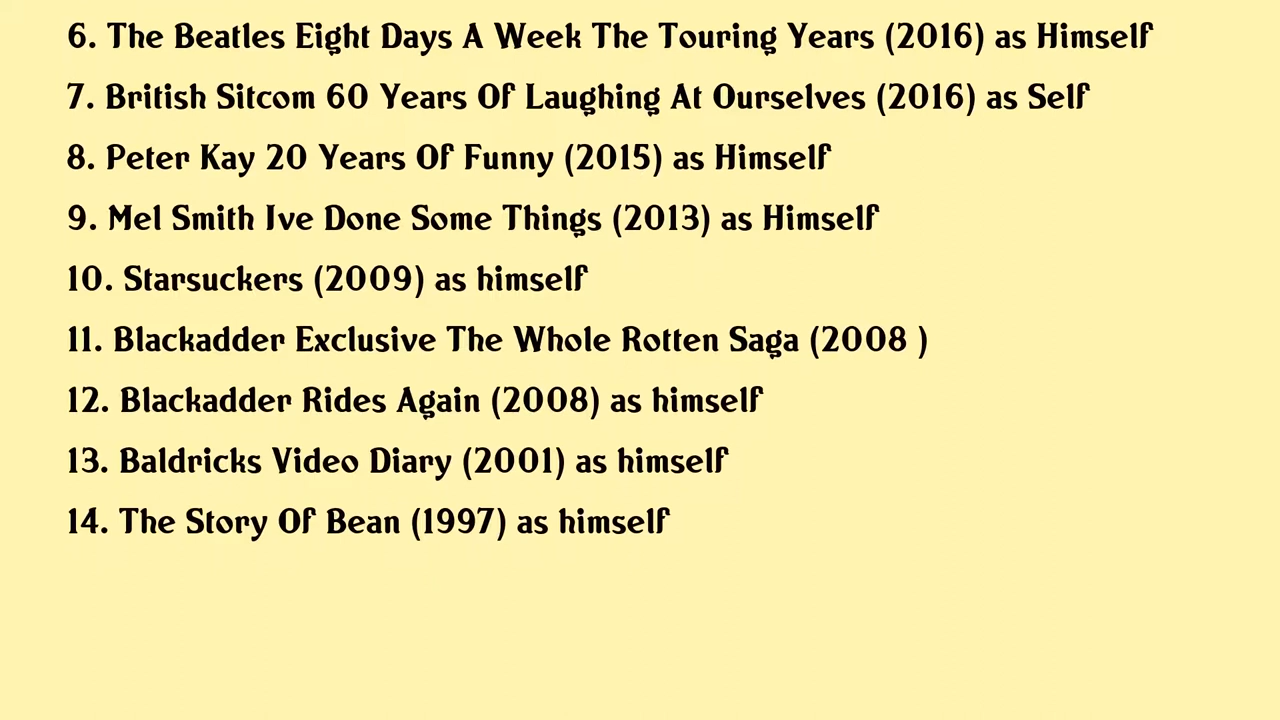 6. The Beatles Eight Days A Week The Touring Years (2016) as Himself
7. British Sitcom 60 Years Of Laughing At Ourselves (2016) as Self
8. Peter Kay 20 Years Of Funny (2015) as Himself
9. Mel Smith Ive Done Some Things (2013) as Himself
10. Starsuckers (2009) as himself
11. Blackadder Exclusive The Whole Rotten Saga (2008 )
12. Blackadder Rides Again (2008) as himself
13. Baldricks Video Diary (2001) as himself
14. The Story Of Bean (1997) as himself